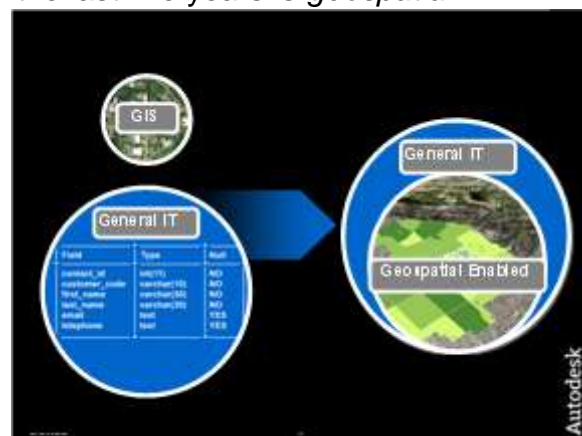 GIS
General IT
Field Type Null
contact_id int(11) NO
customer_code varchar(10) NO
first_name varchar(50) NO
last_name varchar(50) NO
email text YES
telephone text YES
General IT
Geospatial Enabled
Autodesk